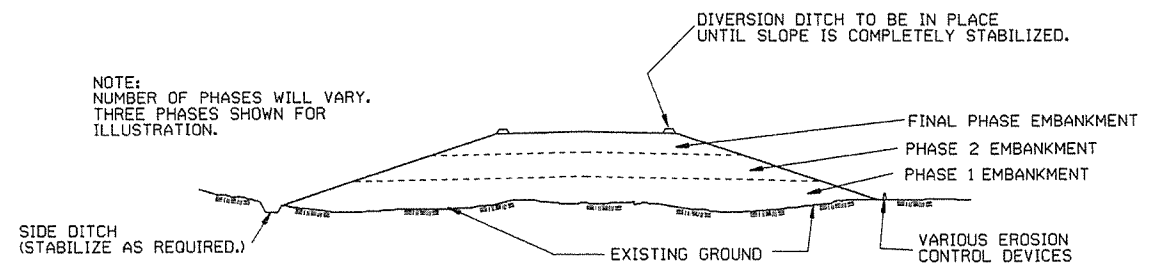 DIVERSION DITCH TO BE IN PLACE
UNTIL SLOPE IS COMPLETELY STABILIZED.
NOTE:
NUMBER OF PHASES WILL VARY.
THREE PHASES SHOWN FOR
ILLUSTRATION.
FINAL PHASE EMBANKMENT
PHASE 2 EMBANKMENT
PHASE 1 EMBANKMENT
SIDE DITCH
(STABILIZE AS REQUIRED.)
EXISTING GROUND
VARIOUS EROSION
CONTROL DEVICES